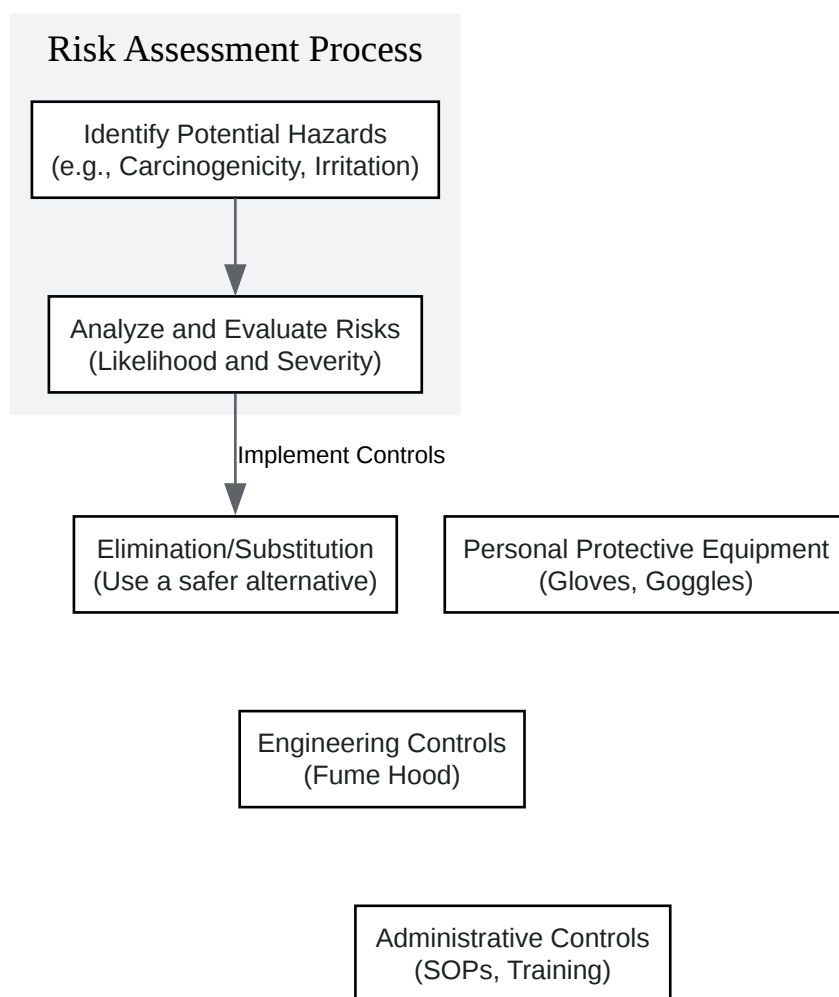 Risk Assessment Process
Identify Potential Hazards
(e.g., Carcinogenicity, Irritation)
Analyze and Evaluate Risks
(Likelihood and Severity)
Implement Controls
Elimination/Substitution
(Use a safer alternative)
Personal Protective Equipment
(Gloves, Goggles)
Engineering Controls
(Fume Hood)
Administrative Controls
(SOPs, Training)